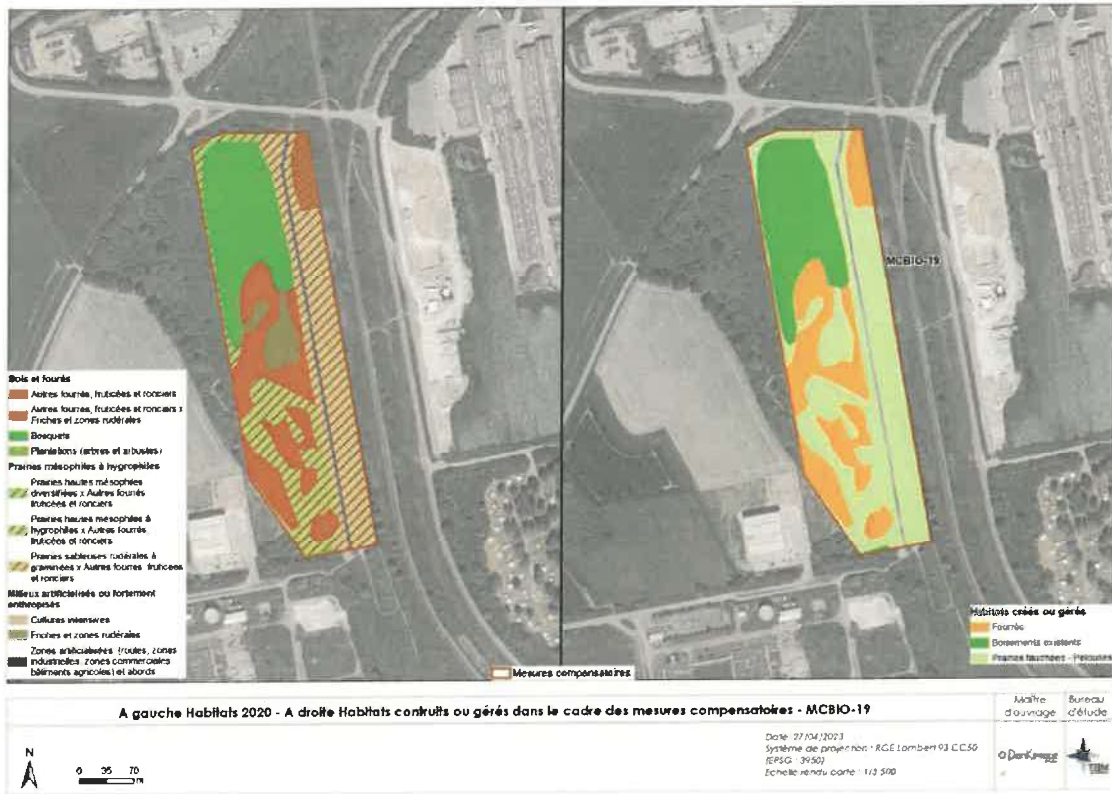 MCBIO-19
Bois et fourrés
Autres fourrés, fruticées et ronciers
Autres fourrés, fruticées et ronciers x
Friches et zones rudérales
Bosquets
Plantations (arbres et arbustes)
Prairies mésophiles à hygrophiles
Prairies hautes mésophiles
diversifiées x Autres fourrés
fruticées et ronciers
Prairies hautes mésophiles à
hygrophiles x Autres fourrés
fruticées et ronciers
Prairies sableuses rudérales à
graminées x Autres fourrés fruticées
et ronciers
Milieux artificialisés ou fortement
anthropisés
Cultures intensives
Friches et zones rudérales
Zones artificialisées (routes, zones
industrielles, zones commerciales
bâtiments agricoles) et abords
Habitats créés ou gérés
Fourrés
Boisements existants
Prairies fauchées - Pelouses
Mesures compensatoires
A gauche Habitats 2020 - A droite Habitats contruits ou gérés dans le cadre des mesures compensatoires - MCBIO-19
Maître
d'ouvrage
Bureau
d'étude
N
0 35 70
m
Date : 27/04/2023
Système de projection : RGF Lambert 93 CC50
(EPSG : 3950)
Echelle rendu carte : 1/3 500